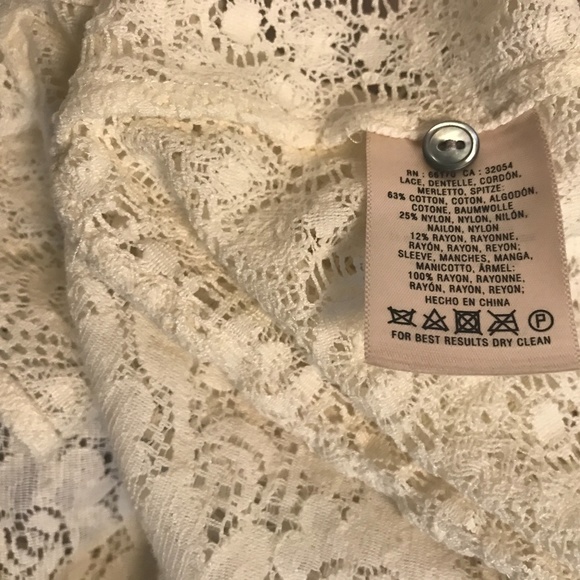 RN : 66170 CA : 32054
LACE, DENTELLE, CORDÓN,
MERLETTO, SPITZE:
63% COTTON, COTON, ALGODÓN,
COTONE, BAUMWOLLE
25% NYLON, NYLON, NILÓN,
NAILON, NYLON
12% RAYON, RAYONNE,
RAYÓN, RAYON, REYON;
SLEEVE, MANCHES, MANGA,
MANICOTTO, ÄRMEL:
100% RAYON, RAYONNE,
RAYÓN, RAYON, REYON;
HECHO EN CHINA
P
FOR BEST RESULTS DRY CLEAN